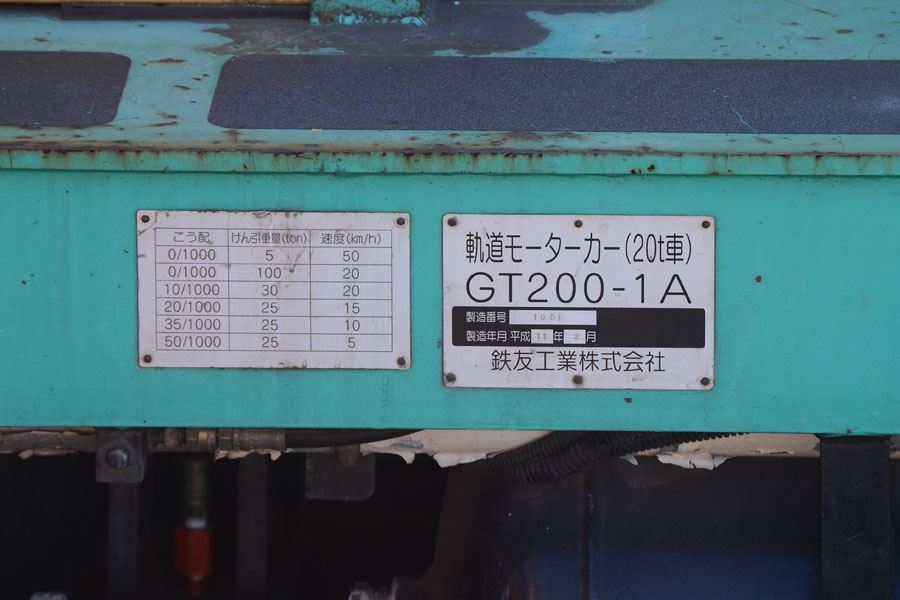 こう配 けん引重量(ton) 速度(km/h)
0/1000 5 50
0/1000 100 20
10/1000 30 20
20/1000 25 15
35/1000 25 10
50/1000 25 5
軌道モーターカー(20t車)
GT200-1A
製造番号 1001
製造年月 平成 11 年 2 月
鉄友工業株式会社